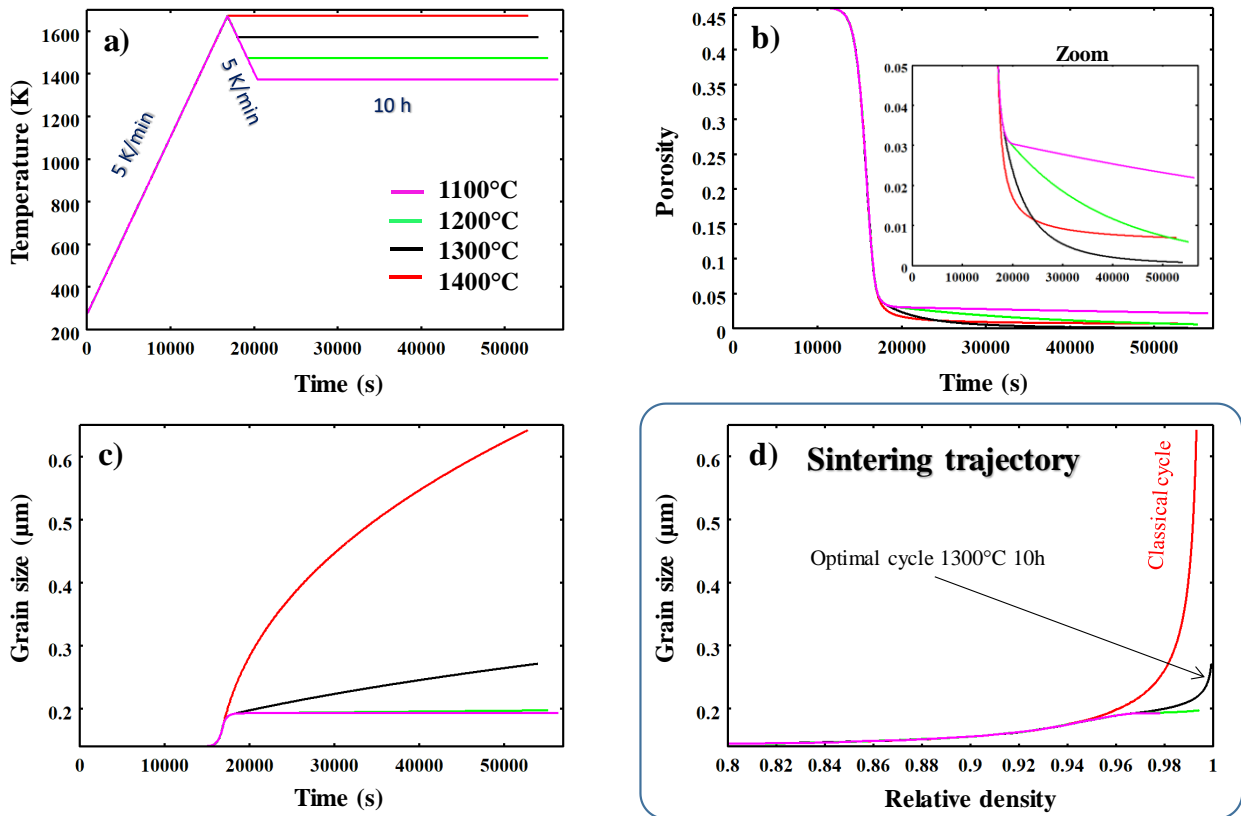 a)
Temperature (K)
1600
1400
1200
1000
800
600
400
200
5 K/min
5 K/min
10 h
1100°C
1200°C
1300°C
1400°C
0 10000 20000 30000 40000 50000
Time (s)
b)
Porosity
0.45
0.4
0.35
0.3
0.25
0.2
0.15
0.1
0.05
0
Zoom
0.05
0.04
0.03
0.02
0.01
0
0 10000 20000 30000 40000 50000
0 10000 20000 30000 40000 50000
Time (s)
c)
Grain size (µm)
0.6
0.5
0.4
0.3
0.2
0 10000 20000 30000 40000 50000
Time (s)
d) Sintering trajectory
Grain size (µm)
0.6
0.5
0.4
0.3
0.2
Classical cycle
Optimal cycle 1300°C 10h
0.8 0.82 0.84 0.86 0.88 0.9 0.92 0.94 0.96 0.98 1
Relative density